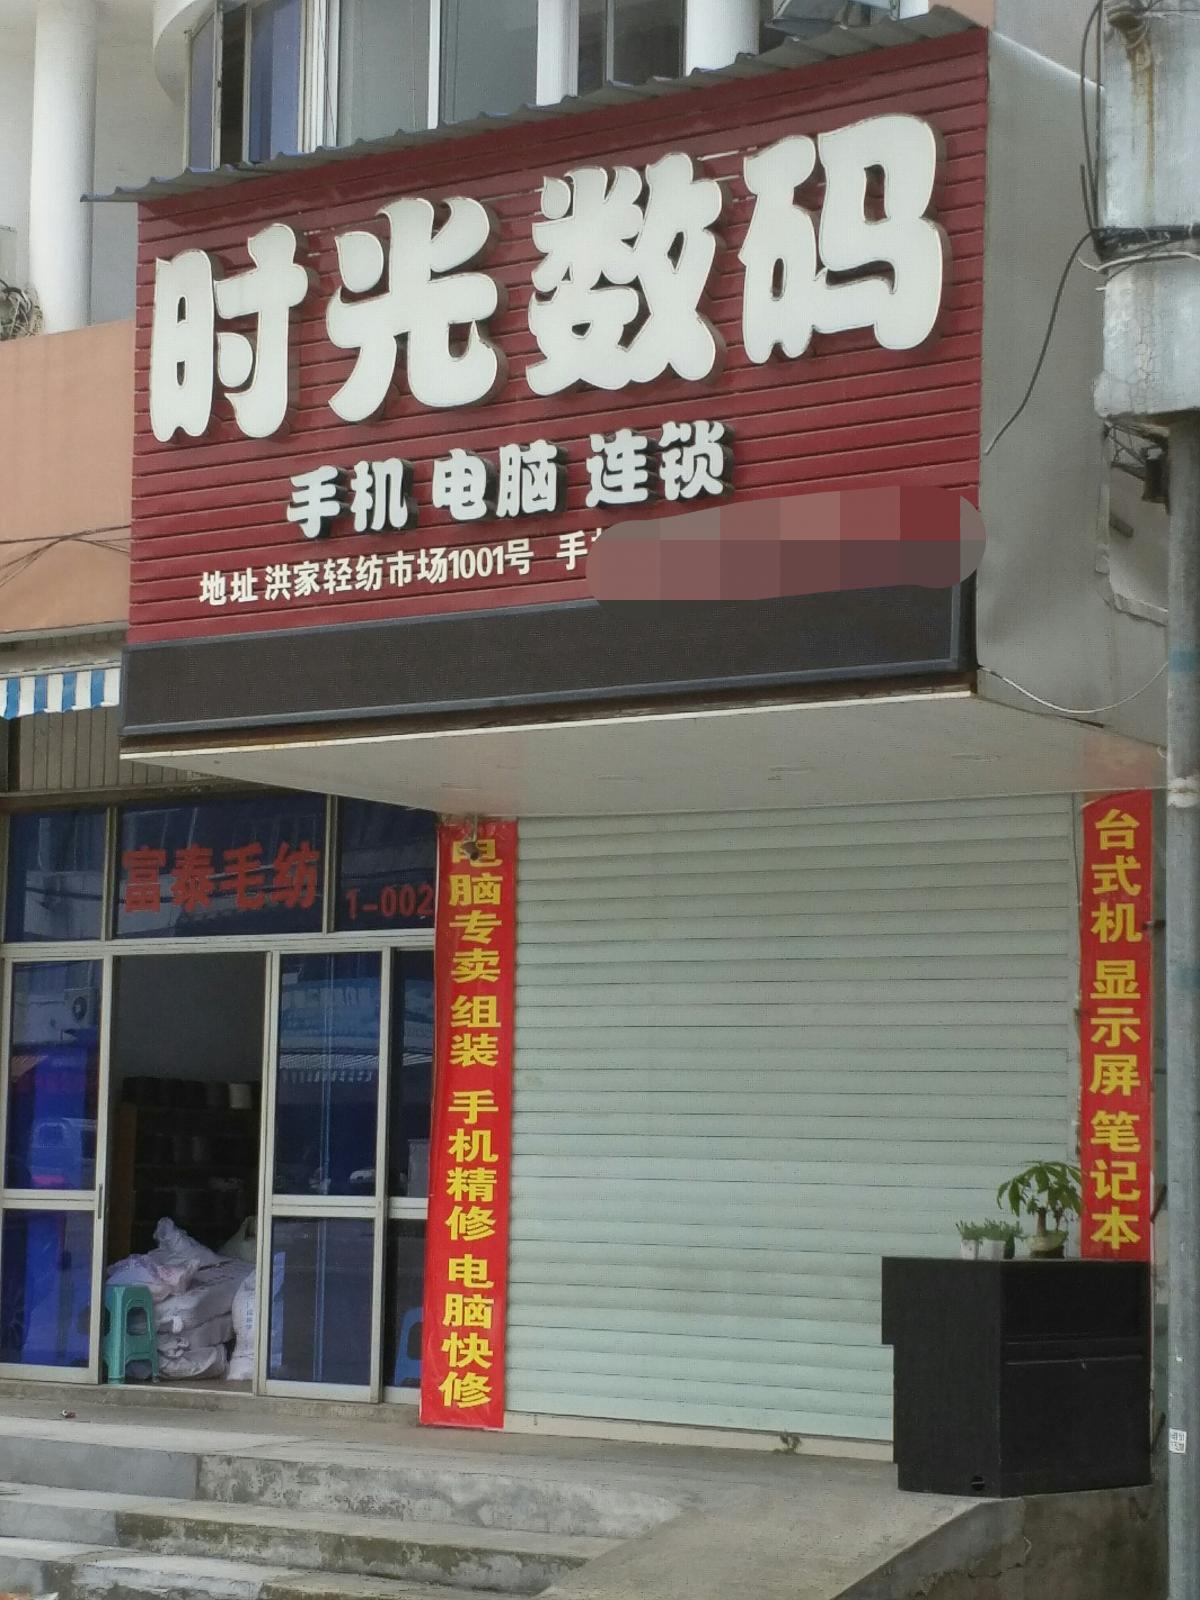 时光数码
手机 电脑 连锁
地址 洪家轻纺市场1001号 手
富泰毛纺
1-002
电脑专卖 组装 手机精修 电脑快修
台式机 显示屏 笔记本